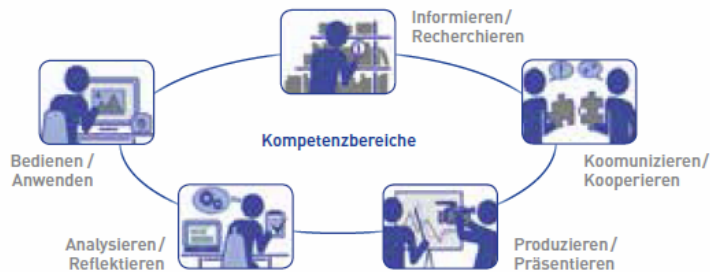 Informieren/
Recherchieren
Kompetenzbereiche
Bedienen/
Anwenden
Koomunizieren/
Kooperieren
Analysieren/
Reflektieren
Produzieren/
Präsentieren